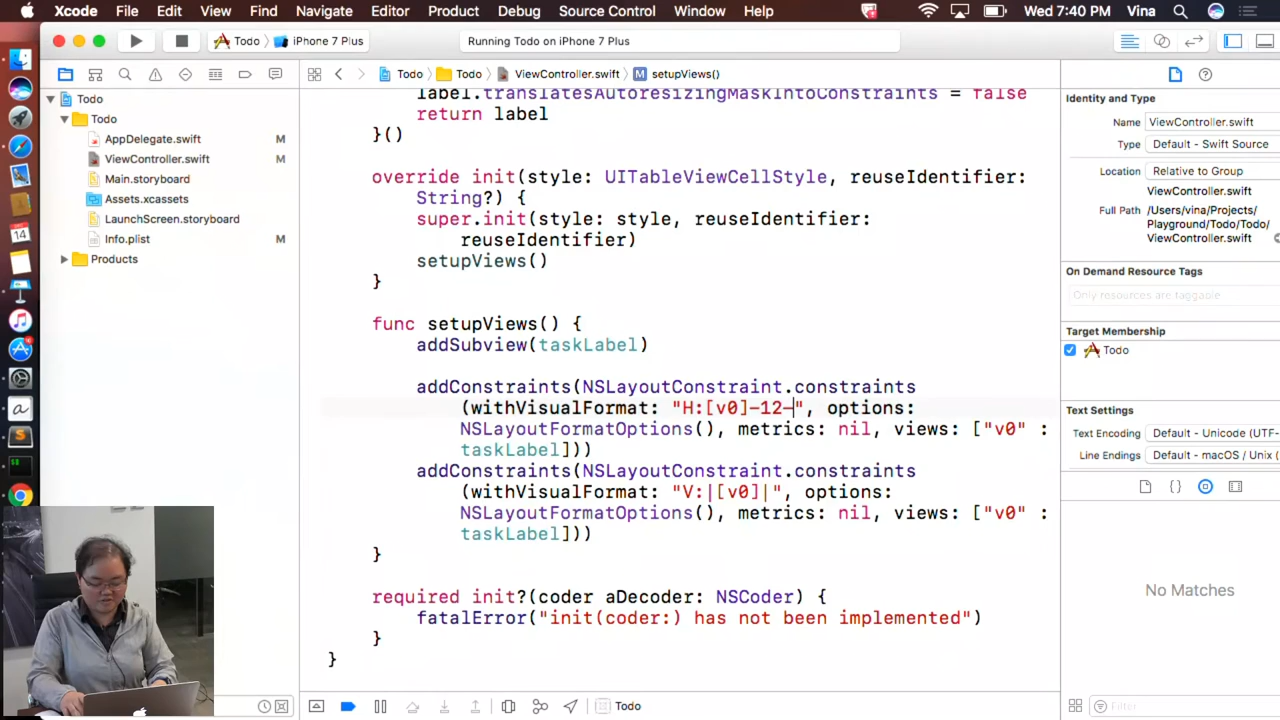 Xcode File Edit View Find Navigate Editor Product Debug Source Control Window Help Wed 7:40 PM Vina
Todo iPhone 7 Plus Running Todo on iPhone 7 Plus
Todo Todo ViewController.swift M setupViews()
Todo
Todo
AppDelegate.swift M
ViewController.swift M
Main.storyboard
Assets.xcassets
LaunchScreen.storyboard
Info.plist M
Products
label.translatesAutoresizingMaskIntoConstraints = false
return label
}()
override init(style: UITableViewCellStyle, reuseIdentifier:
String?) {
super.init(style: style, reuseIdentifier:
reuseIdentifier)
setupViews()
}
func setupViews() {
addSubview(taskLabel)
addConstraints(NSLayoutConstraint.constraints
(withVisualFormat: "H:[v0]-12-", options:
NSLayoutFormatOptions(), metrics: nil, views: ["v0" :
taskLabel]))
addConstraints(NSLayoutConstraint.constraints
(withVisualFormat: "V:|[v0]|", options:
NSLayoutFormatOptions(), metrics: nil, views: ["v0" :
taskLabel]))
}
required init?(coder aDecoder: NSCoder) {
fatalError("init(coder:) has not been implemented")
}
}
Identity and Type
Name ViewController.swift
Type Default - Swift Source
Location Relative to Group
ViewController.swift
Full Path /Users/vina/Projects/
Playground/Todo/Todo/
ViewController.swift
On Demand Resource Tags
Only resources are taggable
Target Membership
Todo
Text Settings
Text Encoding Default - Unicode (UTF-
Line Endings Default - macOS / Unix (
No Matches
Todo
Filter
14